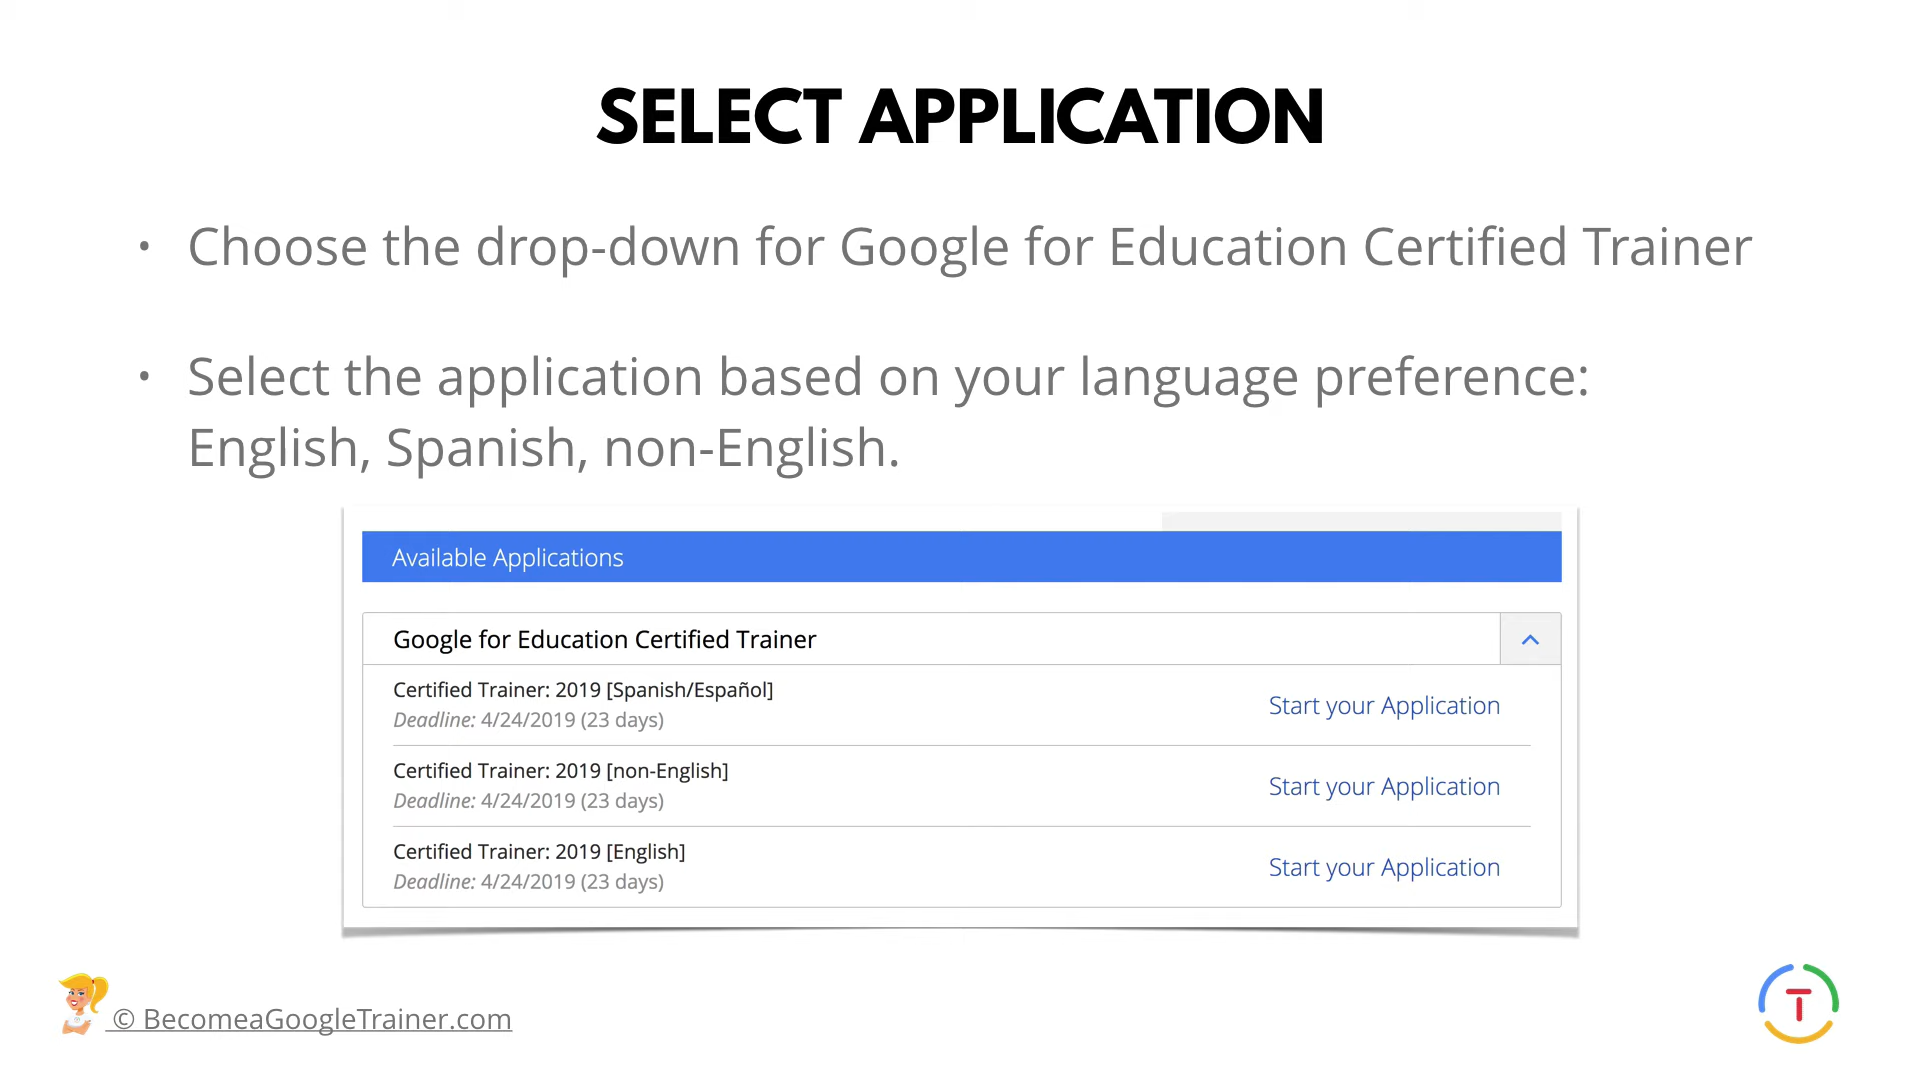 SELECT APPLICATION
• Choose the drop-down for Google for Education Certified Trainer
• Select the application based on your language preference:
English, Spanish, non-English.
Available Applications
Google for Education Certified Trainer
Certified Trainer: 2019 [Spanish/Español]
Deadline: 4/24/2019 (23 days)
Start your Application
Certified Trainer: 2019 [non-English]
Deadline: 4/24/2019 (23 days)
Start your Application
Certified Trainer: 2019 [English]
Deadline: 4/24/2019 (23 days)
Start your Application
© BecomeaGoogleTrainer.com
T